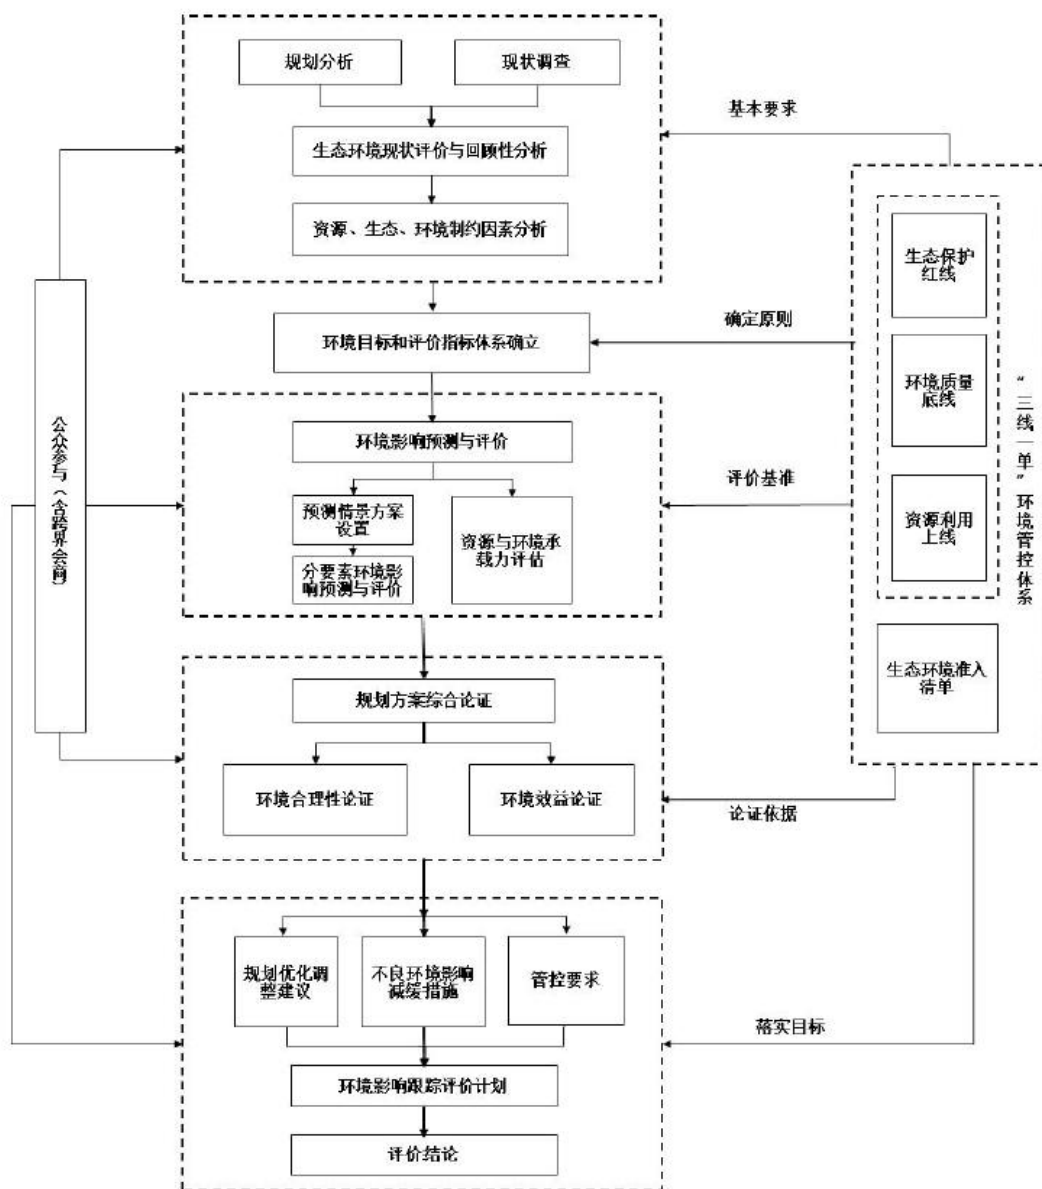 规划分析
现状调查
生态环境现状评价与回顾性分析
资源、生态、环境制约因素分析
基本要求
环境目标和评价指标体系确立
确定原则
环境影响预测与评价
预测情景方案
设置
分要素环境影
响预测与评价
资源与环境承
载力评估
评价基准
公众参与（含跨界会商）
生态保护
红线
环境质量
底线
资源利用
上线
生态环境准入
清单
“三线一单”环境管控体系
规划方案综合论证
环境合理性论证
环境效益论证
论证依据
规划优化调
整建议
不良环境影响
减缓措施
管控要求
落实目标
环境影响跟踪评价计划
评价结论